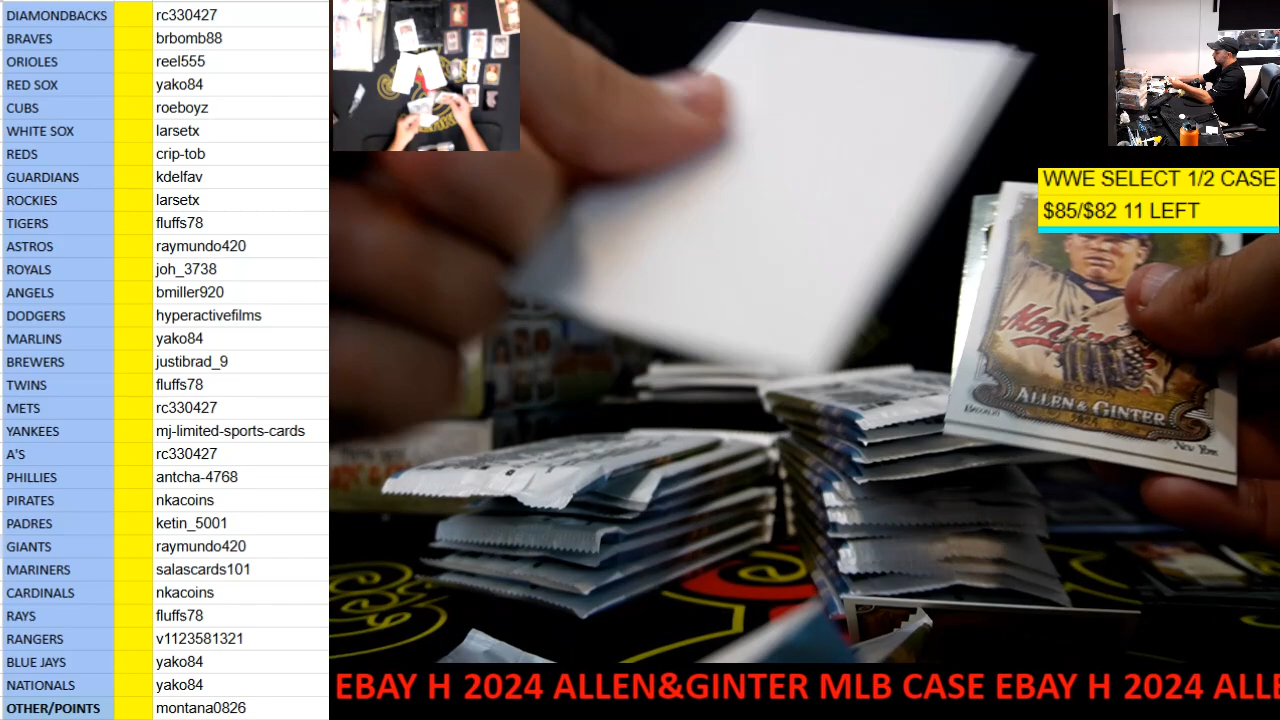 DIAMONDBACKS rc330427
BRAVES brbomb88
ORIOLES reel555
RED SOX yako84
CUBS roeboyz
WHITE SOX larsetx
REDS crip-tob
GUARDIANS kdelfav
ROCKIES larsetx
TIGERS fluffs78
ASTROS raymundo420
ROYALS joh_3738
ANGELS bmiller920
DODGERS hyperactivefilms
MARLINS yako84
BREWERS justibrad_9
TWINS fluffs78
METS rc330427
YANKEES mj-limited-sports-cards
A'S rc330427
PHILLIES antcha-4768
PIRATES nkacoins
PADRES ketin_5001
GIANTS raymundo420
MARINERS salascards101
CARDINALS nkacoins
RAYS fluffs78
RANGERS v1123581321
BLUE JAYS yako84
NATIONALS yako84
OTHER/POINTS montana0826
WWE SELECT 1/2 CASE
$85/$82 11 LEFT
ALLEN & GINTER
New York
EBAY H 2024 ALLEN&GINTER MLB CASE EBAY H 2024 ALLE